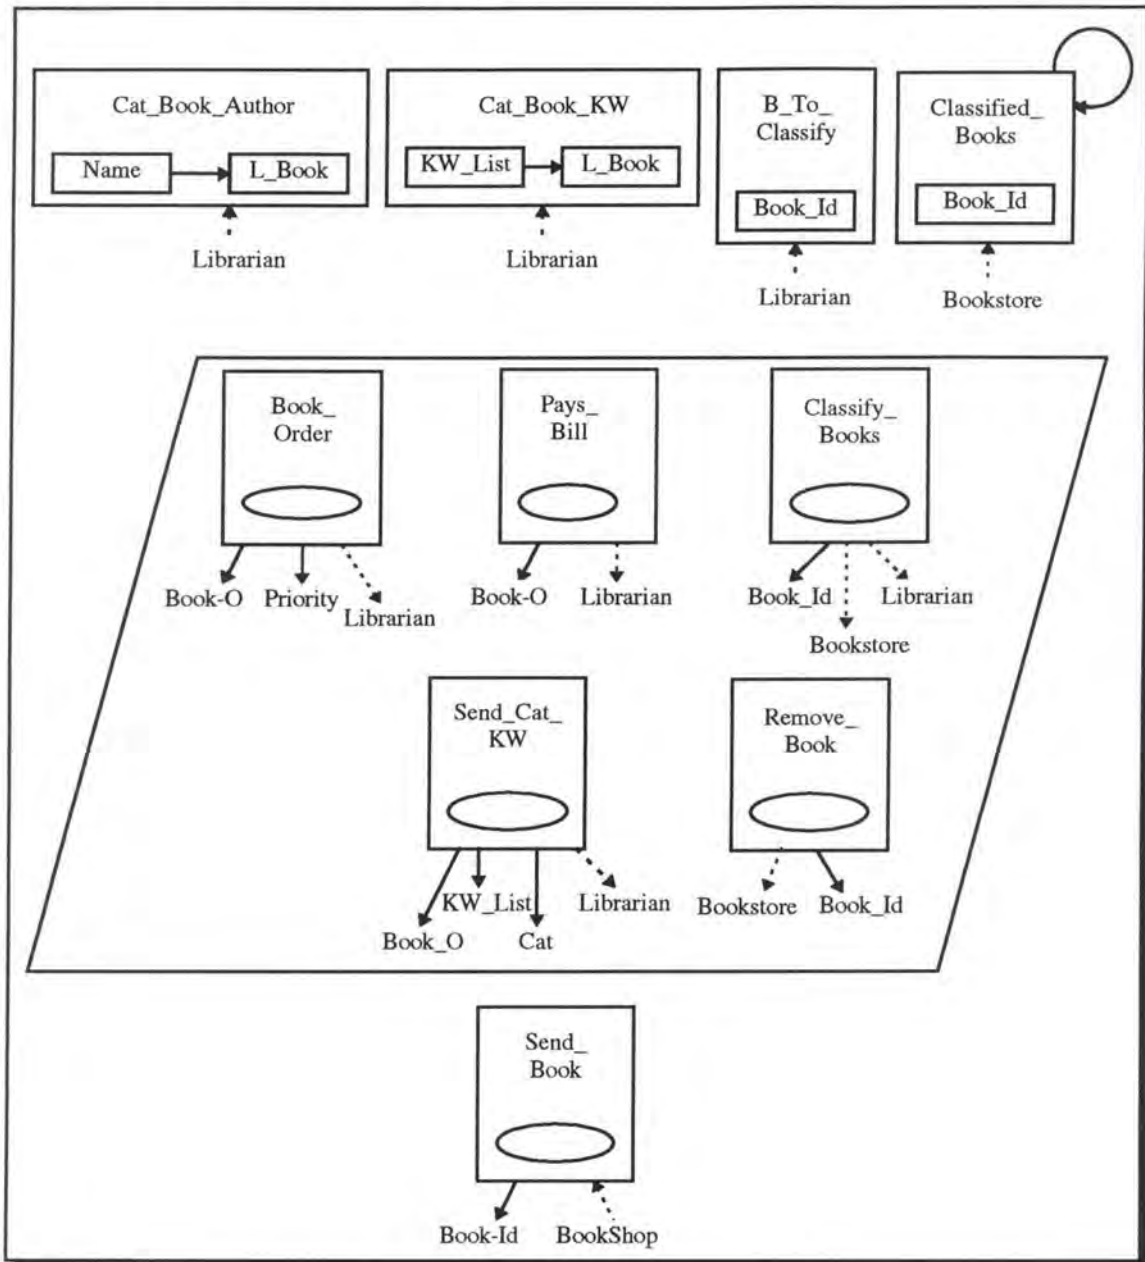 Cat_Book_Author
Name
L_Book
Librarian
Cat_Book_KW
KW_List
L_Book
Librarian
B_To_
Classify
Book_Id
Librarian
Classified_
Books
Book_Id
Bookstore
Book_
Order
Book-O
Priority
Librarian
Pays_
Bill
Book-O
Librarian
Classify_
Books
Book_Id
Bookstore
Librarian
Send_Cat_
KW
Book_O
KW_List
Cat
Librarian
Remove_
Book
Bookstore
Book_Id
Send_
Book
Book-Id
BookShop